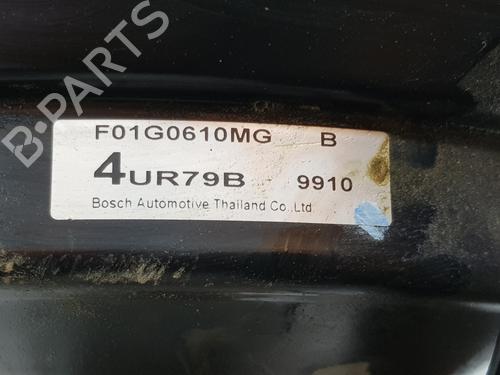 B-PARTS
F01G0610MG B
4UR79B 9910
Bosch Automotive Thailand Co.,Ltd.